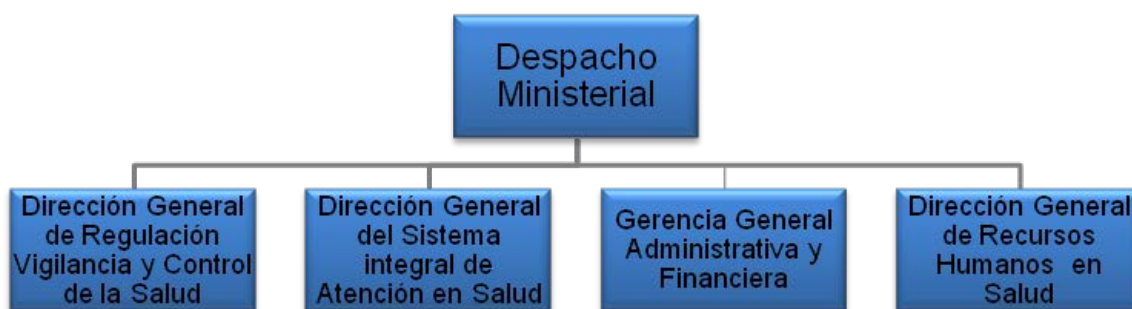 Despacho
Ministerial
Dirección General
de Regulación
Vigilancia y Control
de la Salud
Dirección General
del Sistema
integral de
Atención en Salud
Gerencia General
Administrativa y
Financiera
Dirección General
de Recursos
Humanos en
Salud